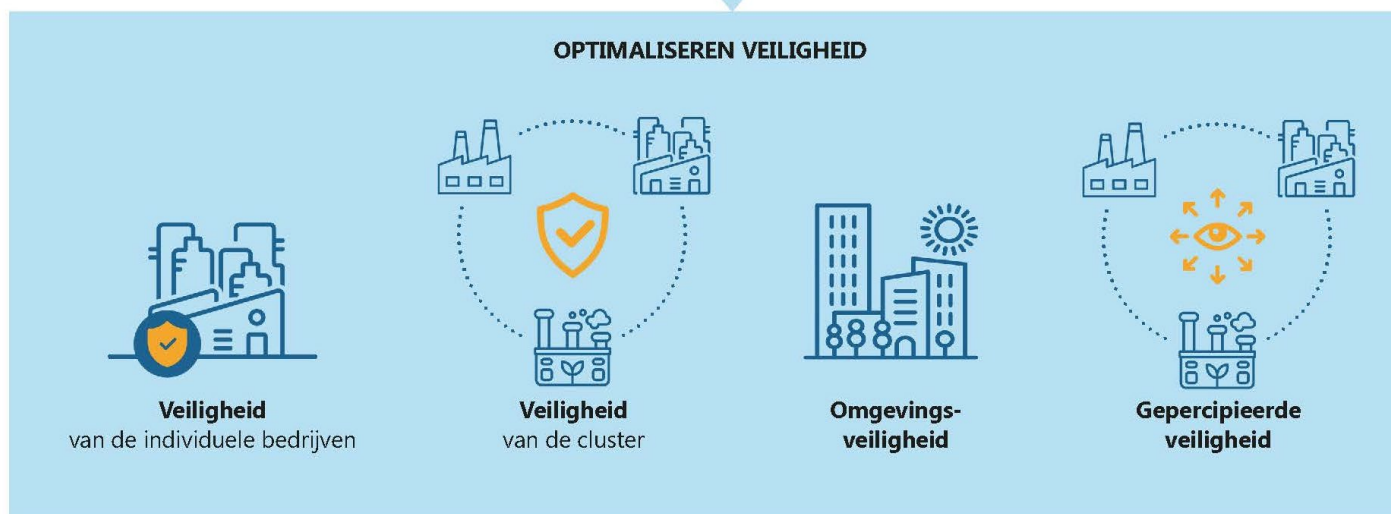 OPTIMALISEREN VEILIGHEID
Veiligheid
van de individuele bedrijven
Veiligheid
van de cluster
Omgevings-
veiligheid
Gepercipieerde
veiligheid